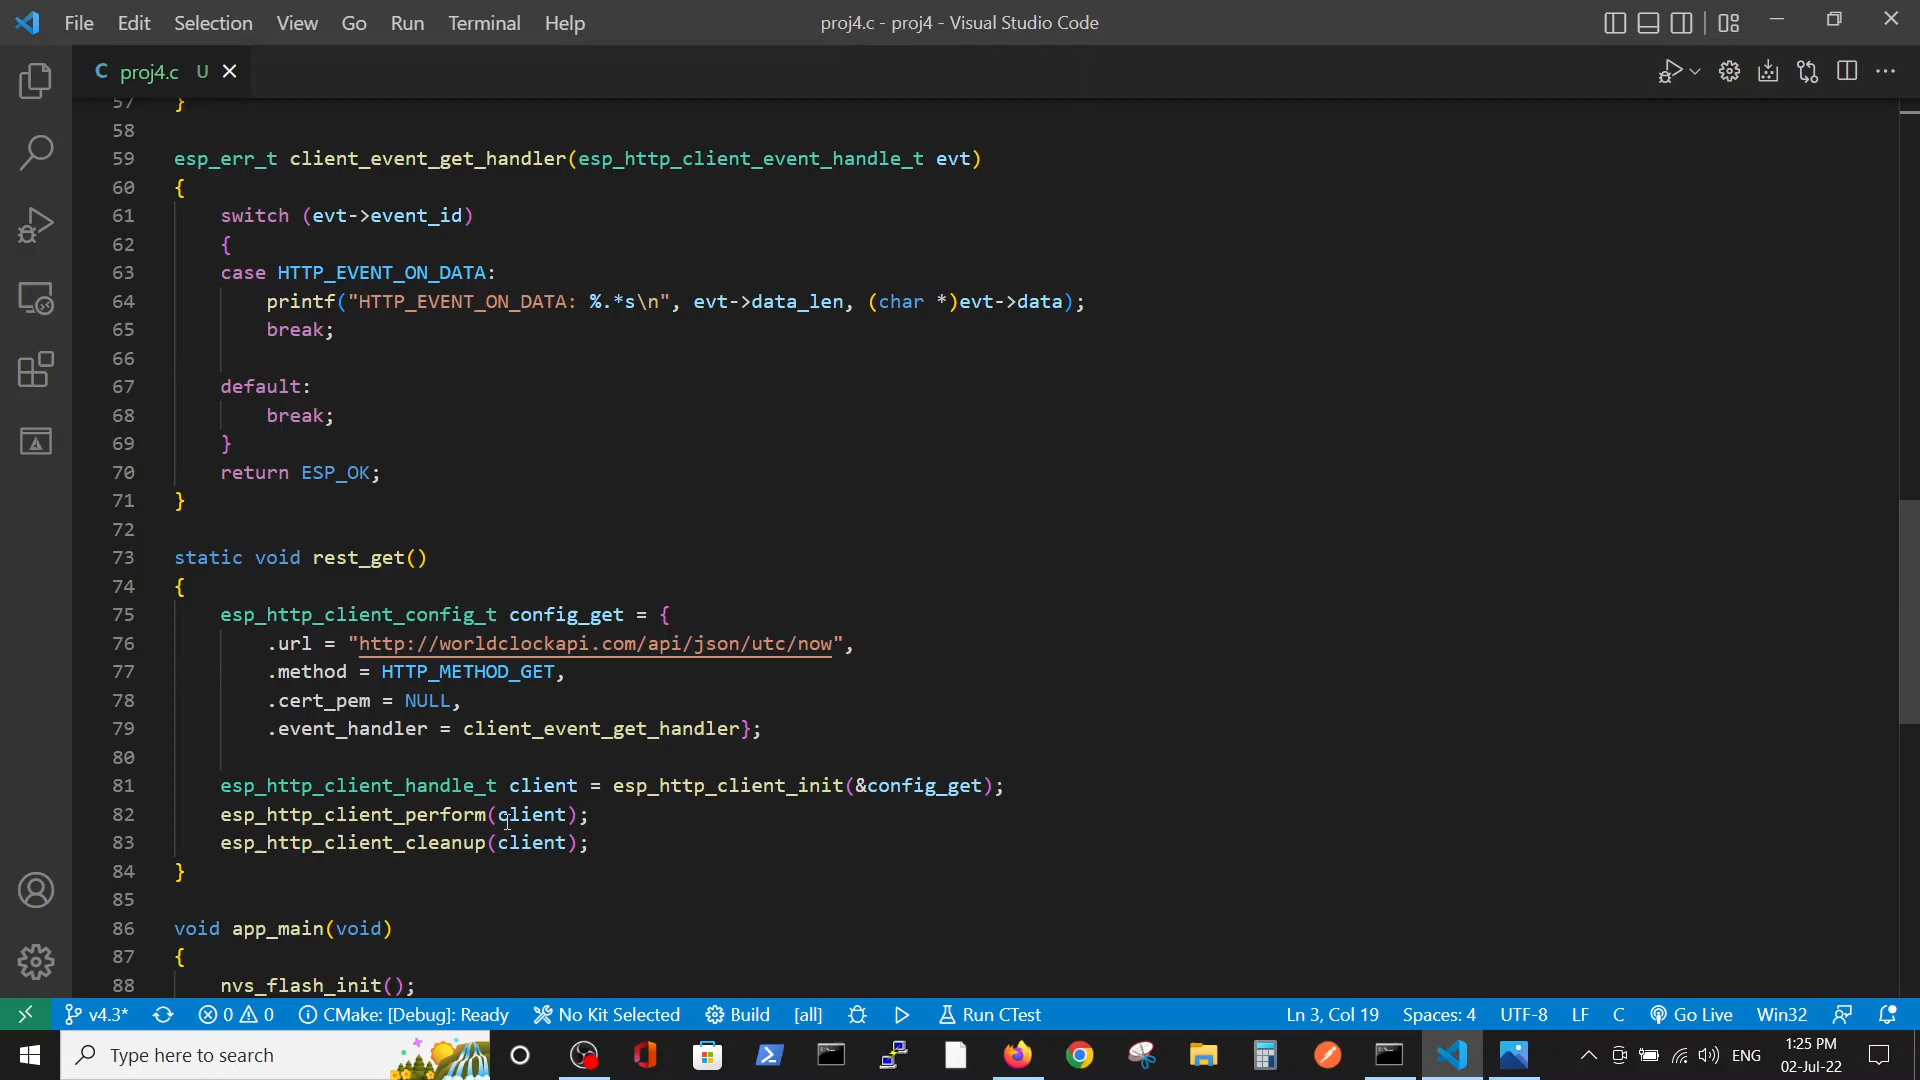 File Edit Selection View Go Run Terminal Help
proj4.c - proj4 - Visual Studio Code
C proj4.c U
57 }
58
59 esp_err_t client_event_get_handler(esp_http_client_event_handle_t evt)
60 {
61 switch (evt->event_id)
62 {
63 case HTTP_EVENT_ON_DATA:
64 printf("HTTP_EVENT_ON_DATA: %.*s\n", evt->data_len, (char *)evt->data);
65 break;
66
67 default:
68 break;
69 }
70 return ESP_OK;
71 }
72
73 static void rest_get()
74 {
75 esp_http_client_config_t config_get = {
76 .url = "http://worldclockapi.com/api/json/utc/now",
77 .method = HTTP_METHOD_GET,
78 .cert_pem = NULL,
79 .event_handler = client_event_get_handler};
80
81 esp_http_client_handle_t client = esp_http_client_init(&config_get);
82 esp_http_client_perform(client);
83 esp_http_client_cleanup(client);
84 }
85
86 void app_main(void)
87 {
88 nvs_flash_init();
v4.3* 0 0 CMake: [Debug]: Ready No Kit Selected Build [all] Run CTest Ln 3, Col 19 Spaces: 4 UTF-8 LF C Go Live Win32
Type here to search
ENG
1:25 PM
02-Jul-22